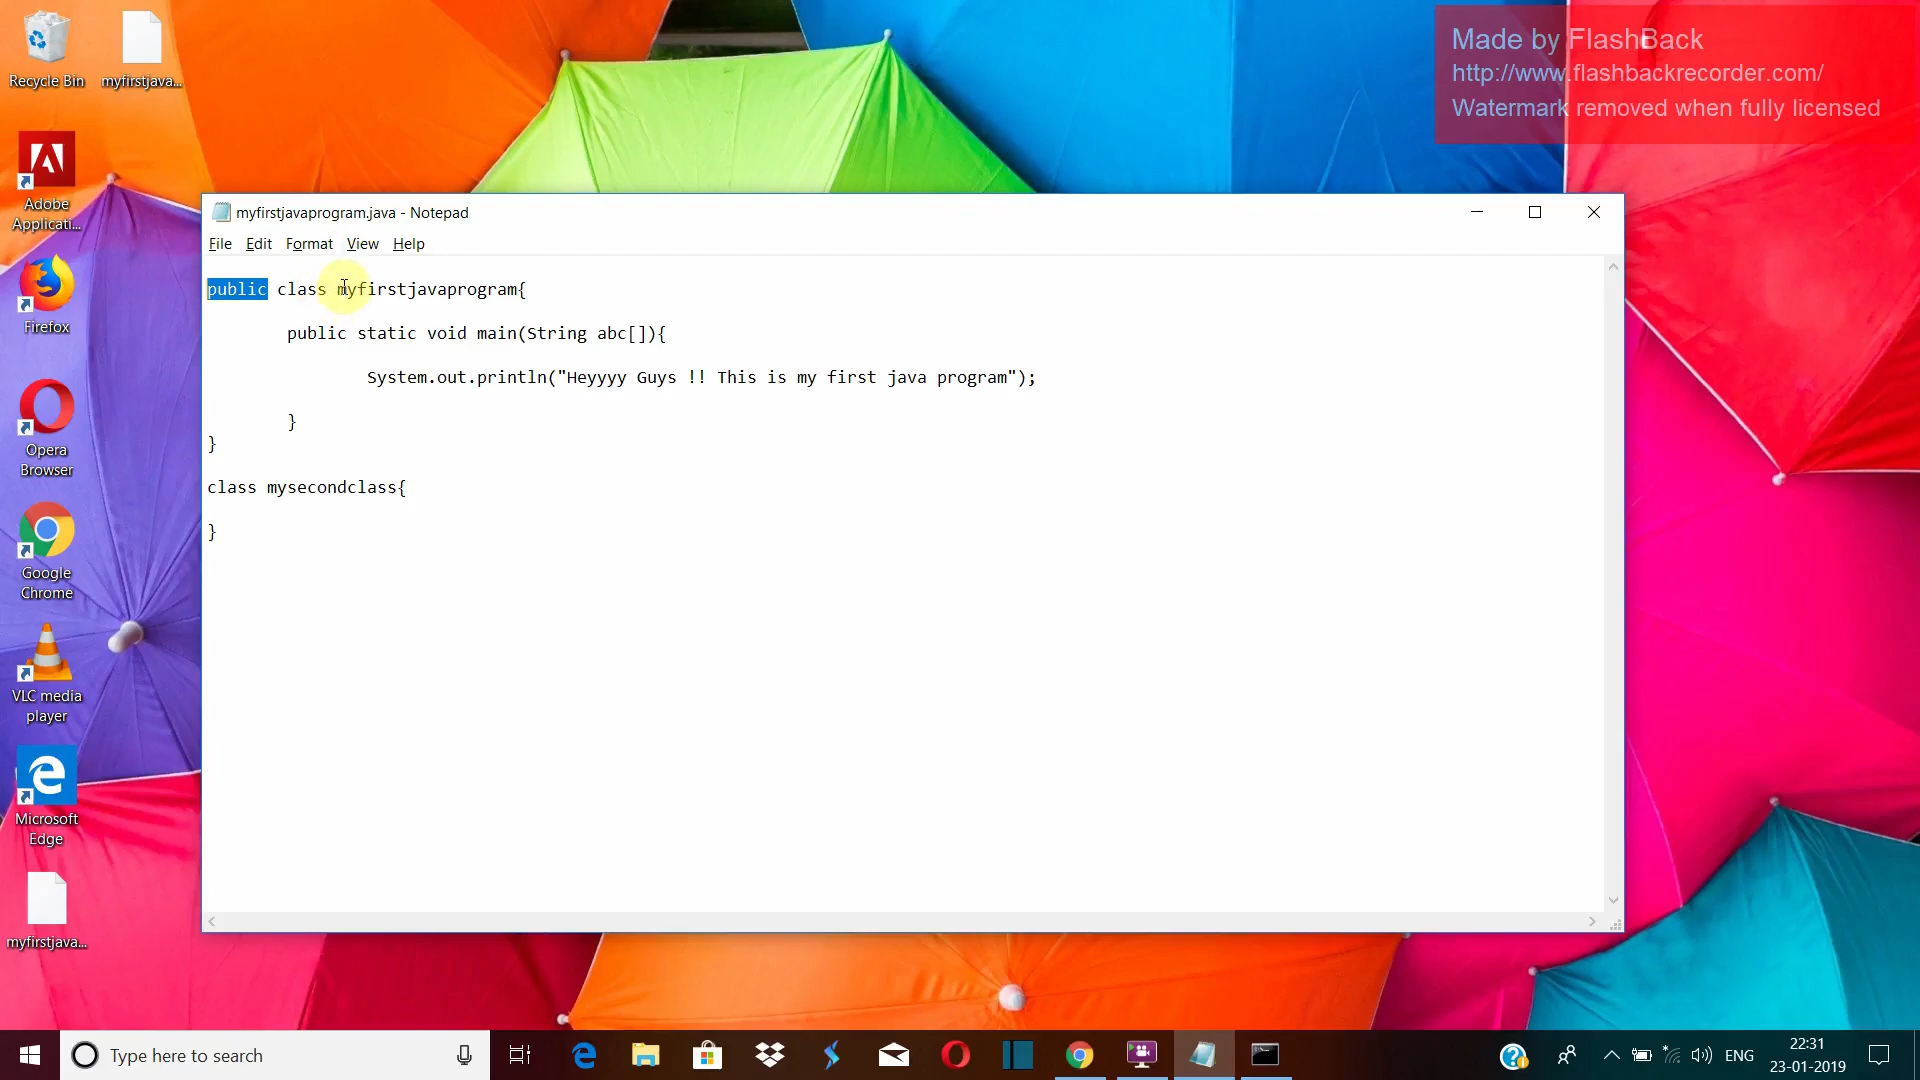 Recycle Bin
myfirstjava...
Made by FlashBack
http://www.flashbackrecorder.com/
Watermark removed when fully licensed
Adobe
Applicati...
Firefox
Opera
Browser
Google
Chrome
VLC media
player
Microsoft
Edge
myfirstjava...
myfirstjavaprogram.java - Notepad
File Edit Format View Help
public class myfirstjavaprogram{
public static void main(String abc[]){
System.out.println("Heyyyy Guys !! This is my first java program");
}
}
class mysecondclass{
}
Type here to search
ENG
22:31
23-01-2019